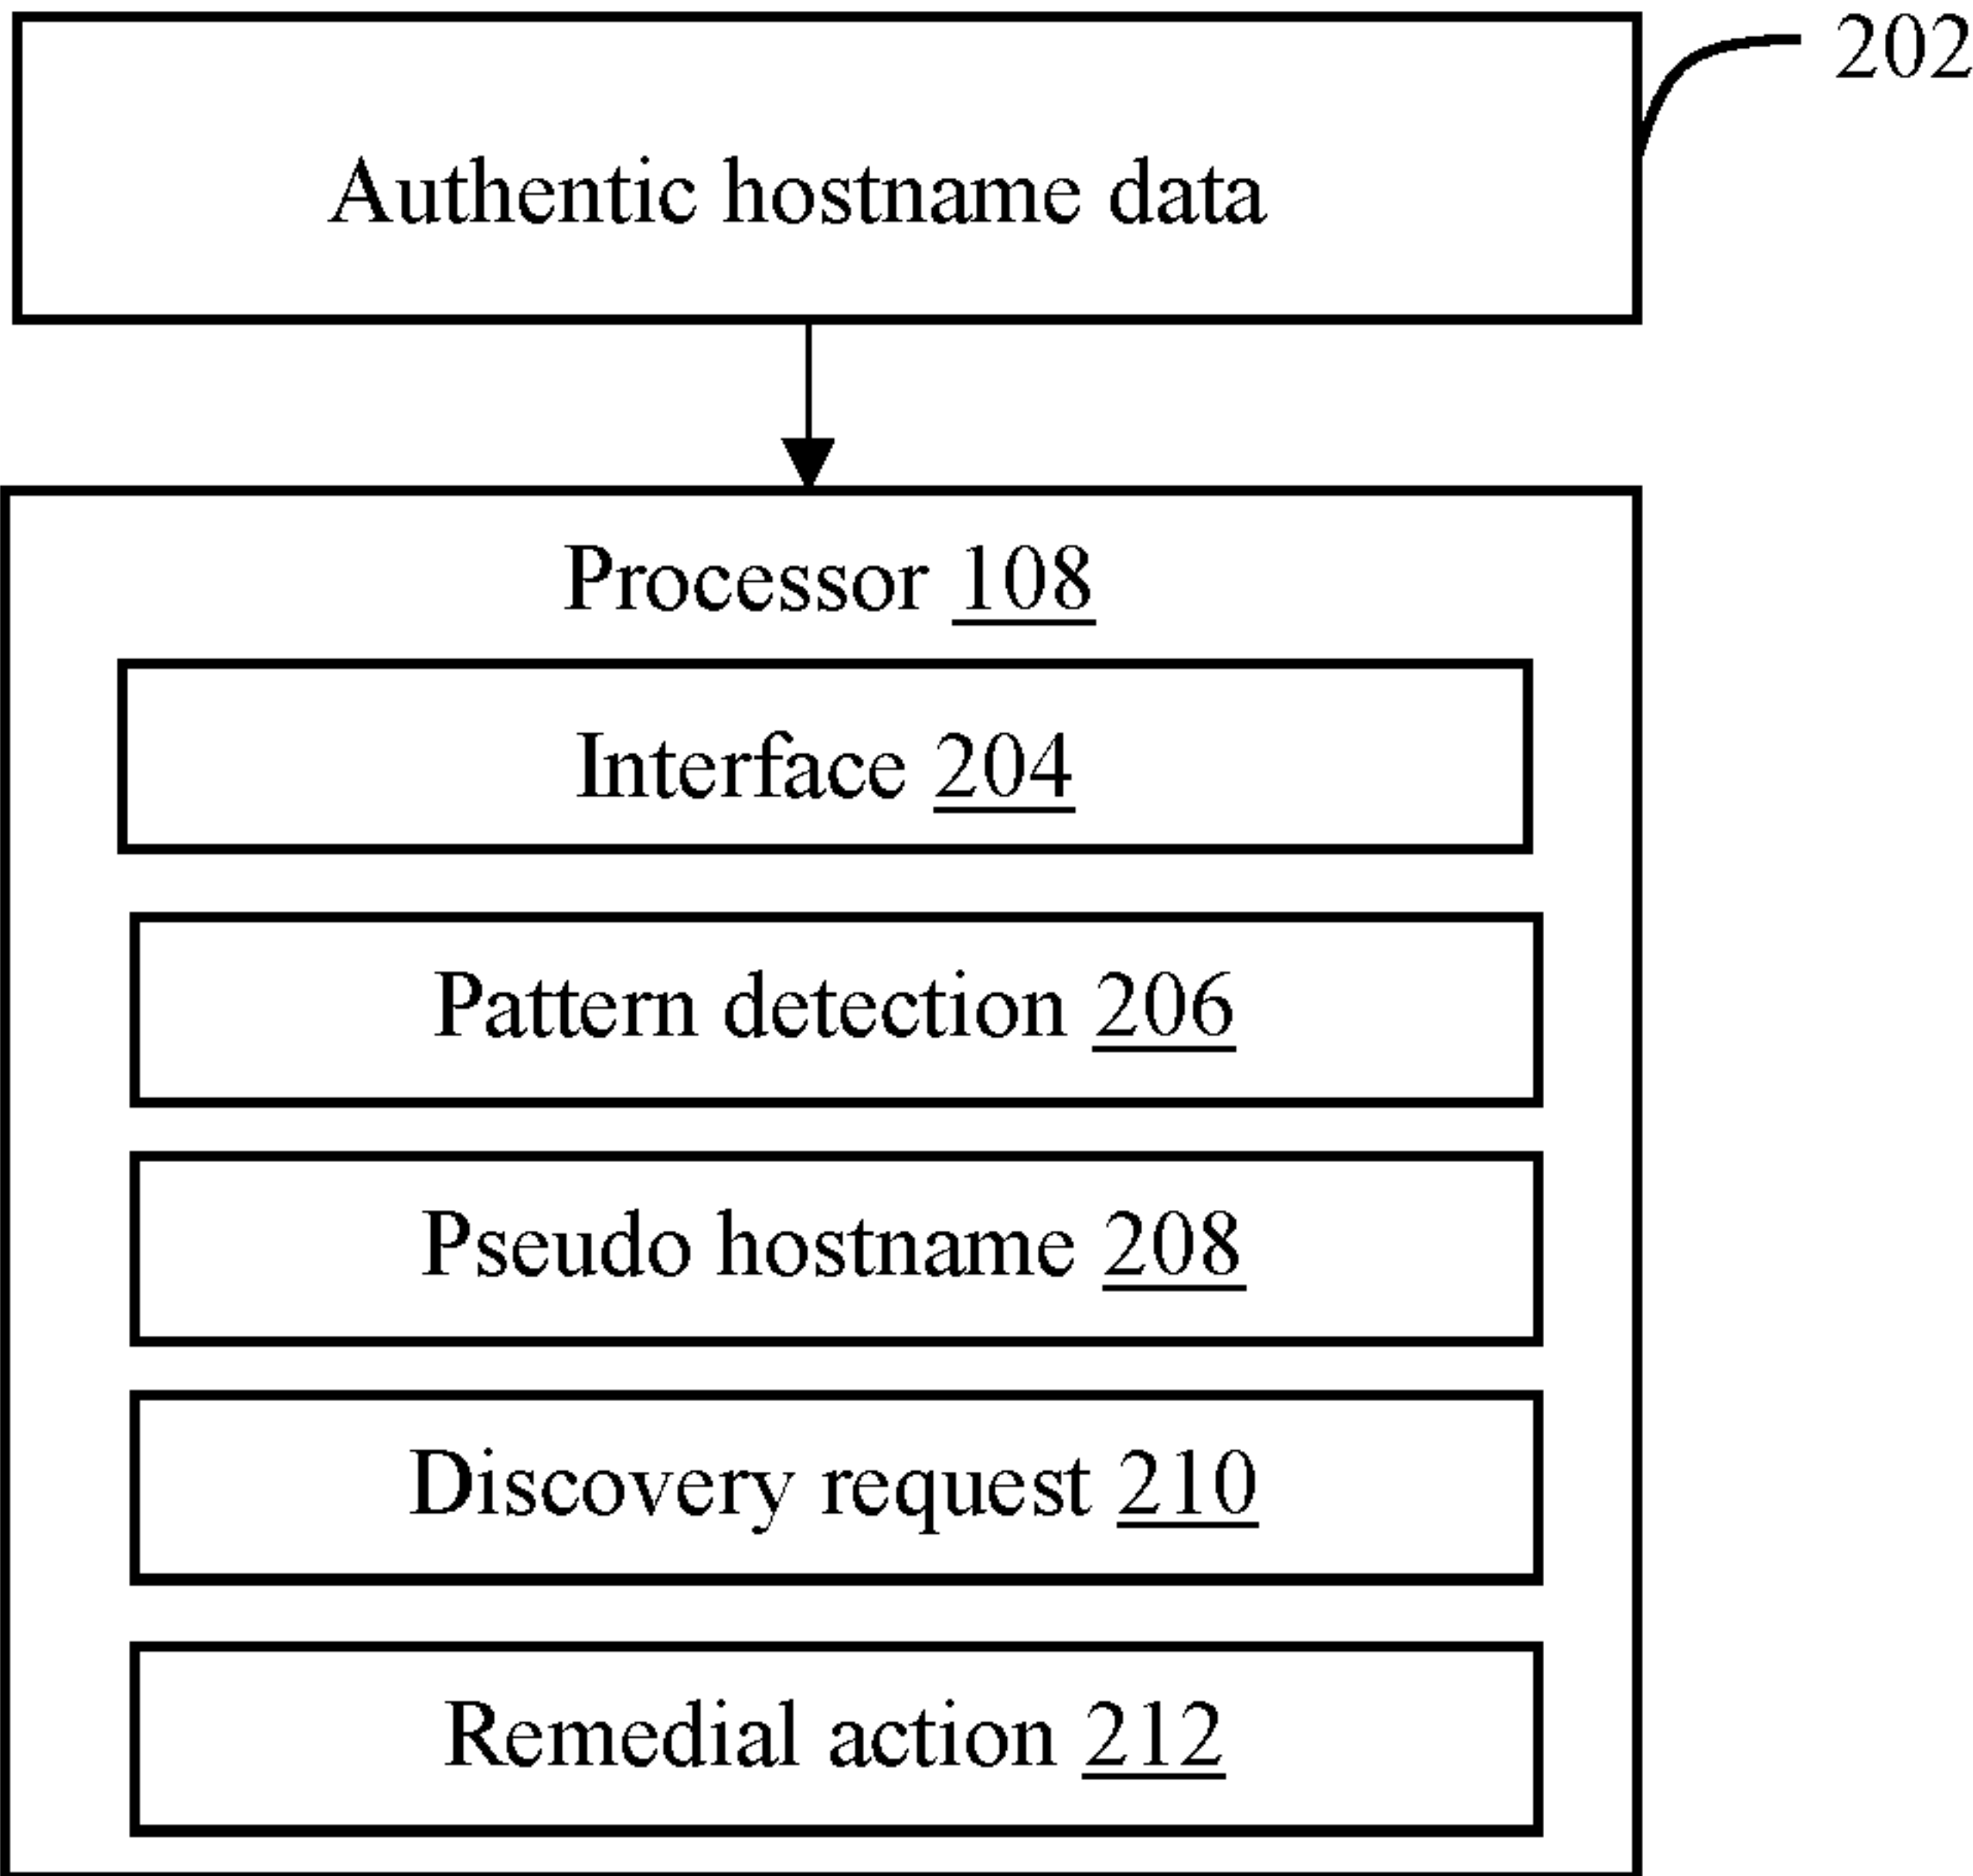 202
Authentic hostname data
Processor 108
Interface 204
Pattern detection 206
Pseudo hostname 208
Discovery request 210
Remedial action 212